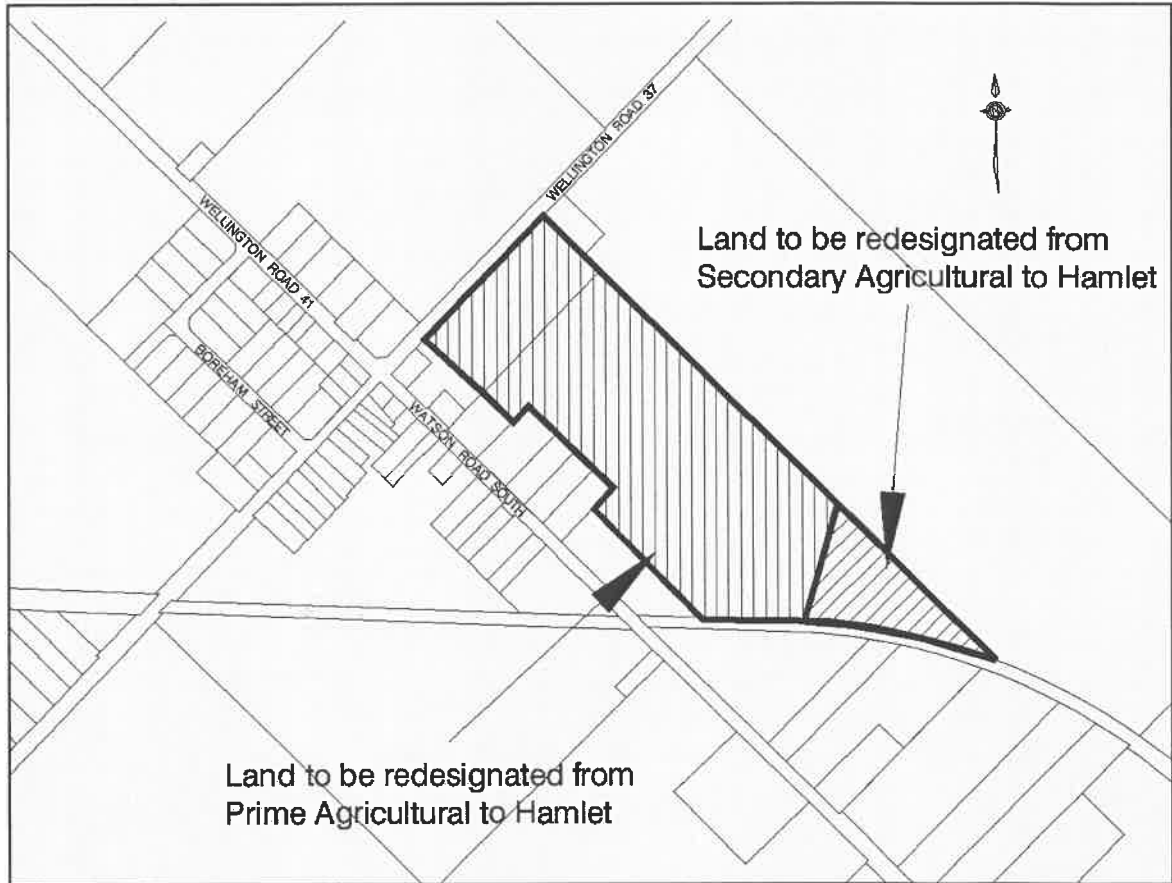 WELLINGTON ROAD 37
N
Land to be redesignated from
Secondary Agricultural to Hamlet
WELLINGTON ROAD 41
BOREHAM STREET
WATSON ROAD SOUTH
Land to be redesignated from
Prime Agricultural to Hamlet